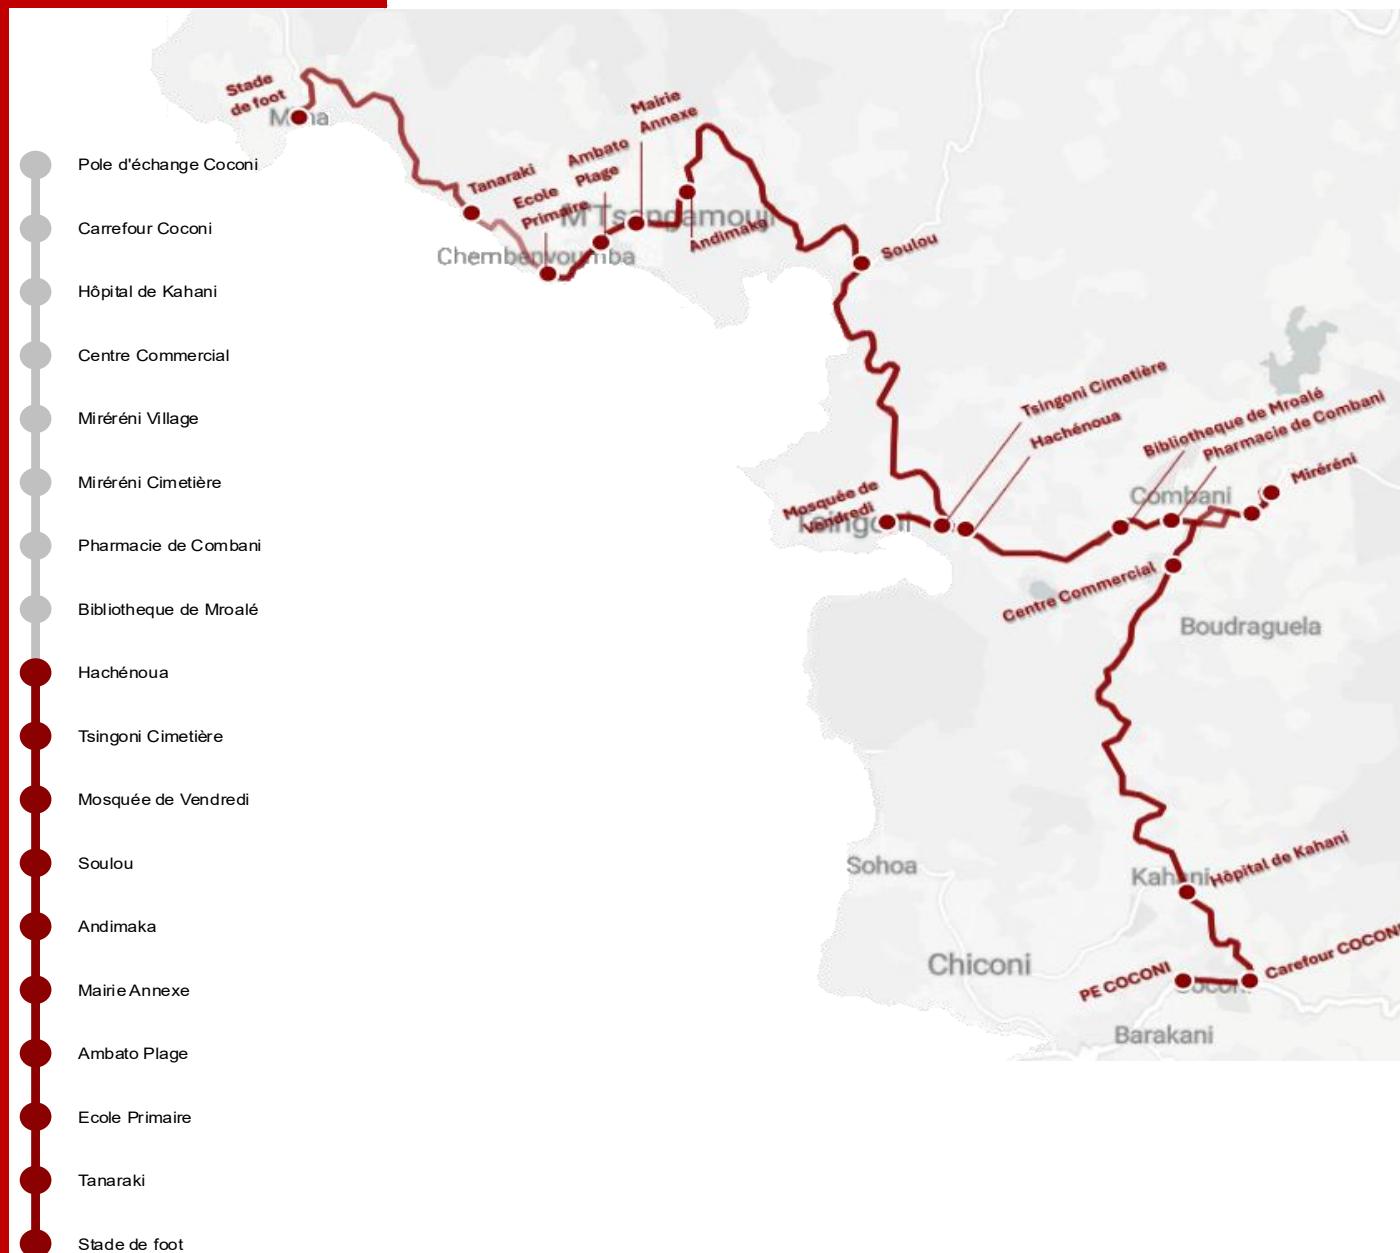 Pole d'échange Coconi
Carrefour Coconi
Hôpital de Kahani
Centre Commercial
Miréréni Village
Miréréni Cimetière
Pharmacie de Combani
Bibliotheque de Mroalé
Hachénoua
Tsingoni Cimetière
Mosquée de Vendredi
Soulou
Andimaka
Mairie Annexe
Ambato Plage
Ecole Primaire
Tanaraki
Stade de foot
Stade
de foot
Tanaraki
Ecole
Primaire
Ambato
Plage
Mairie
Annexe
M'Tsangamouji
Andimaka
Chembenyoumba
Soulou
Tsingoni Cimetière
Hachénoua
Bibliotheque de Mroalé
Pharmacie de Combani
Miréréni
Combani
Mosquée de
vendredi
Tsingoni
Centre Commercial
Boudraguela
Sohoa
Kahani
Hôpital de Kahani
Chiconi
PE COCONI
Carefour COCONI
Coconi
Barakani